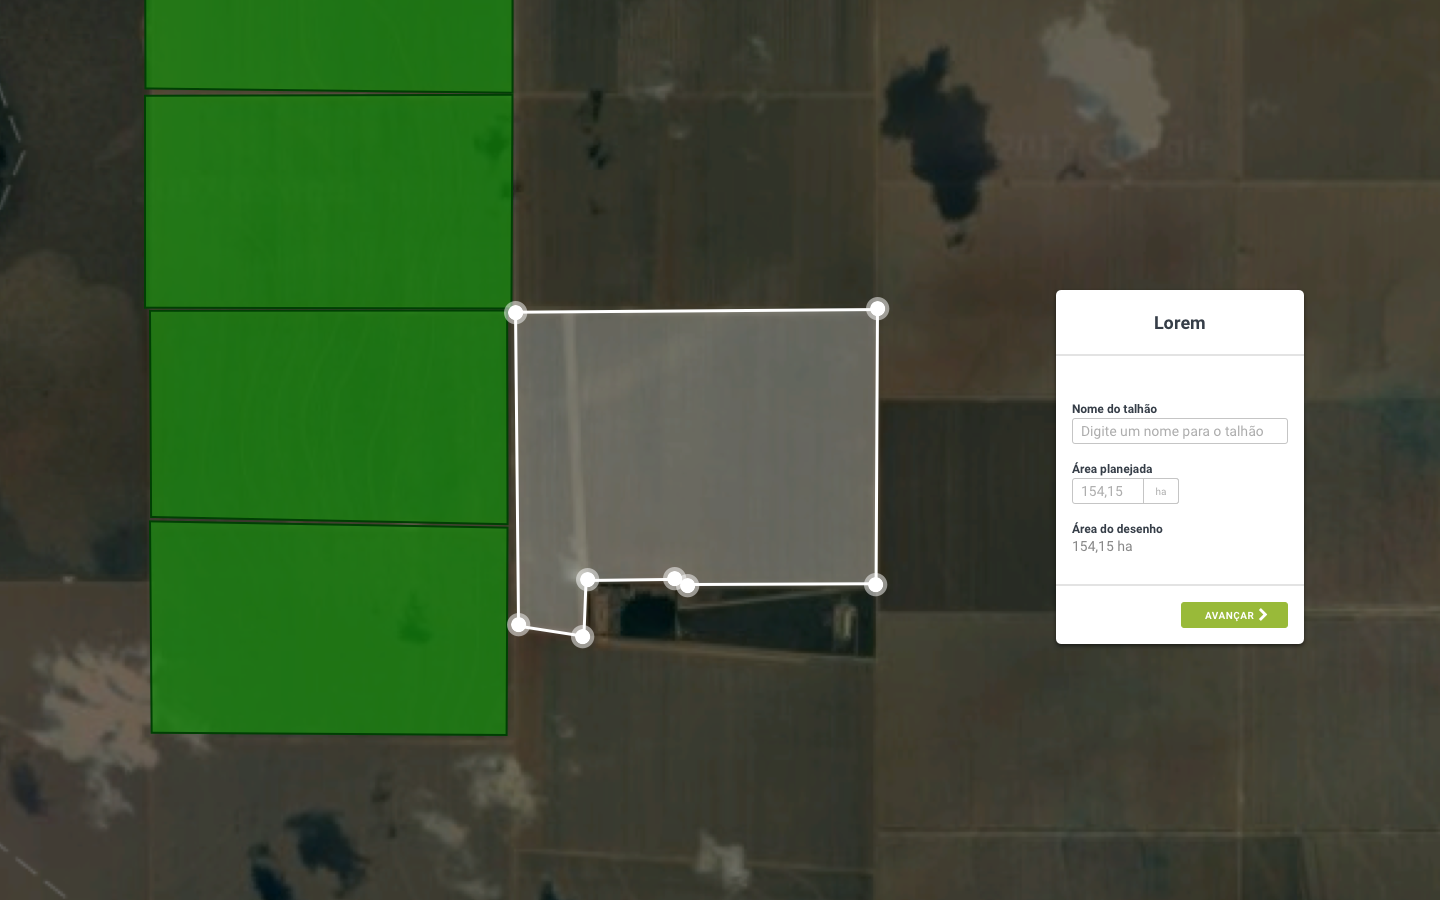 Lorem
Nome do talhão
Digite um nome para o talhão
Área planejada
154,15 ha
Área do desenho
154,15 ha
AVANÇAR